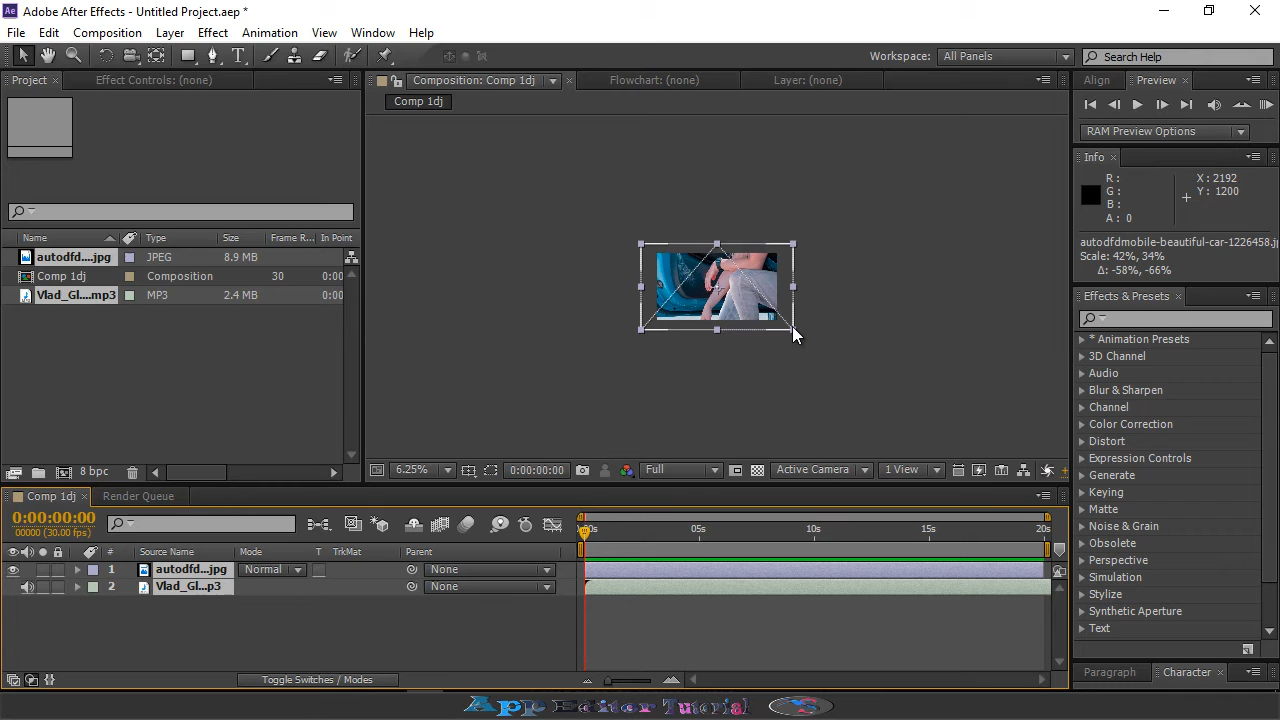 Adobe After Effects - Untitled Project.aep *
File Edit Composition Layer Effect Animation View Window Help
Workspace: All Panels Search Help
Project Effect Controls: (none) Composition: Comp 1dj Flowchart: (none) Layer: (none) Align Preview
Comp 1dj
RAM Preview Options
Info
R : X : 2192
G : Y : 1200
B :
A : 0
autodfdmobile-beautiful-car-1226458.jpg
Scale: 42%, 34%
Δ: -58%, -66%
Name Type Size Frame R... In Point
autodfd....jpg JPEG 8.9 MB
Comp 1dj Composition 30 0:00
Vlad_Gl....mp3 MP3 2.4 MB 0:00
Effects & Presets
* Animation Presets
3D Channel
Audio
Blur & Sharpen
Channel
Color Correction
Distort
Expression Controls
Generate
Keying
Matte
Noise & Grain
Obsolete
Perspective
Simulation
Stylize
Synthetic Aperture
Text
Paragraph Character
8 bpc
6.25% 0:00:00:00 Full Active Camera 1 View
Comp 1dj Render Queue
0:00:00:00
00000 (30.00 fps)
05s 10s 15s 20s
# Source Name Mode T TrkMat Parent
1 autodfd...jpg Normal None
2 Vlad_Gl...p3 None
Toggle Switches / Modes
App Editor Tutorial